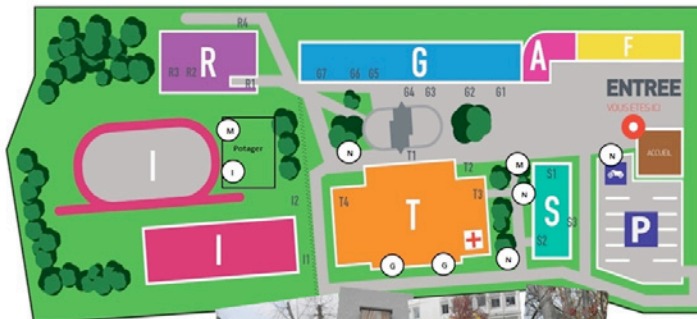 R4
G
A
F
R
R3 R2
R1
G7
G6
G5
G4
G3
G2
G1
ENTREE
VOUS ETES ICI
ACCUEIL
M
Potager
I
I
N
T1
T2
M
S1
N
T3
N
I2
T4
T
S
S3
P
S2
I
I1
G
G
N